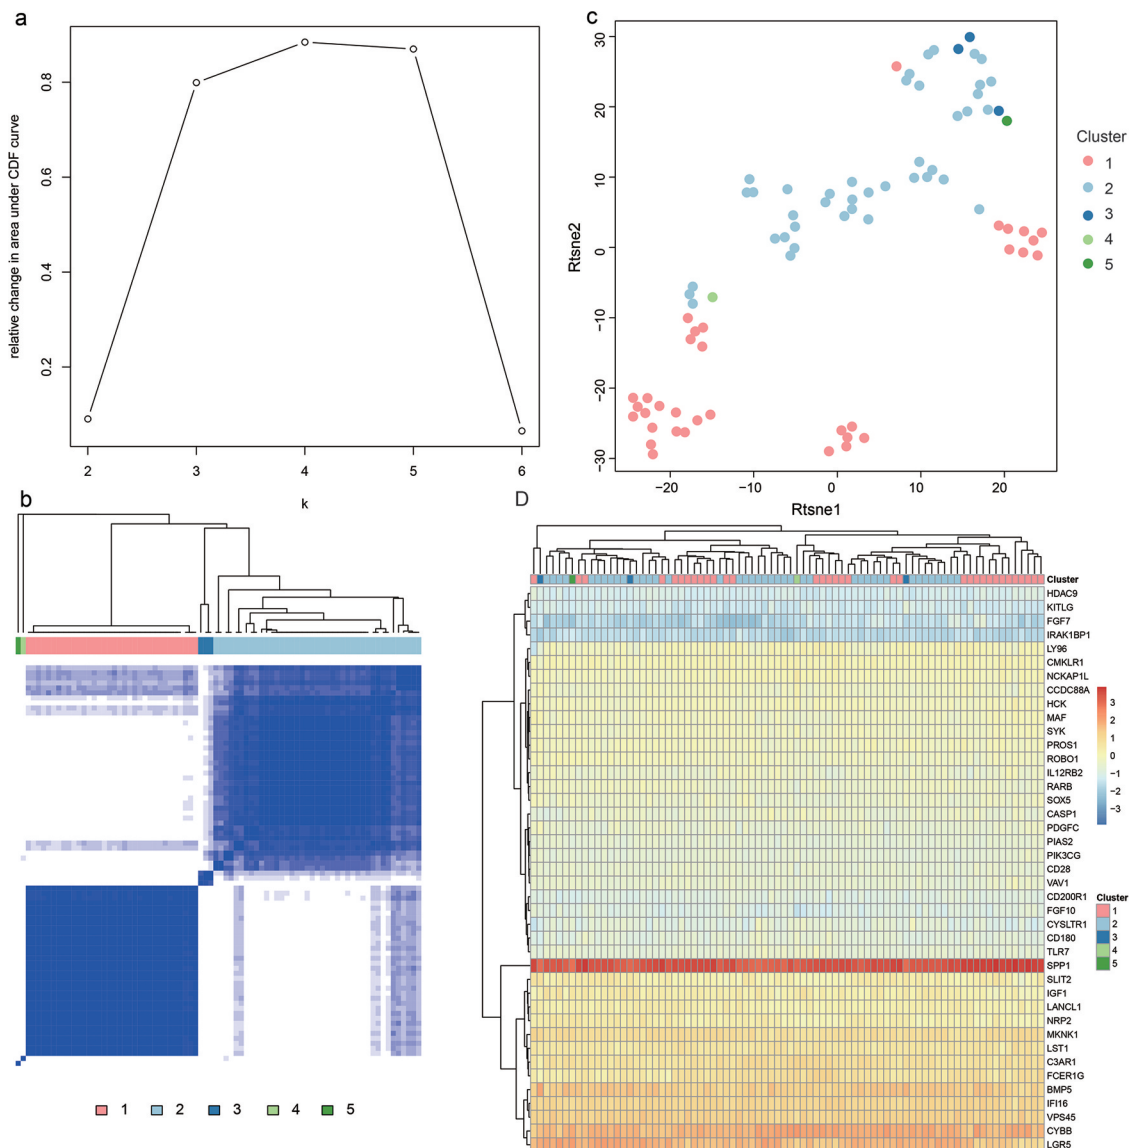 a
relative change in area under CDF curve
0.2
0.4
0.6
0.8
2
3
4
5
6
k
c
Rtsne2
30
20
10
0
−10
−20
−30
−20
−10
0
10
20
Rtsne1
Cluster
1
2
3
4
5
b
1
2
3
4
5
D
Cluster
HDAC9
KITLG
FGF7
IRAK1BP1
LY96
CMKLR1
NCKAP1L
CCDC88A
HCK
MAF
SYK
PROS1
ROBO1
IL12RB2
RARB
SOX5
CASP1
PDGFC
PIAS2
PIK3CG
CD28
VAV1
CD200R1
FGF10
CYSLTR1
CD180
TLR7
SPP1
SLIT2
IGF1
LANCL1
NRP2
MKNK1
LST1
C3AR1
FCER1G
BMP5
IFI16
VPS45
CYBB
LGR5
3
2
1
0
−1
−2
−3
Cluster
1
2
3
4
5